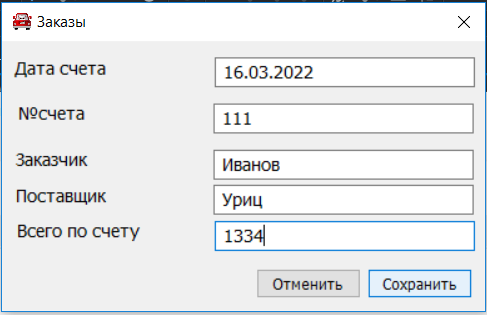 Заказы
Дата счета 16.03.2022
№счета 111
Заказчик Иванов
Поставщик Уриц
Всего по счету 1334
Отменить Сохранить